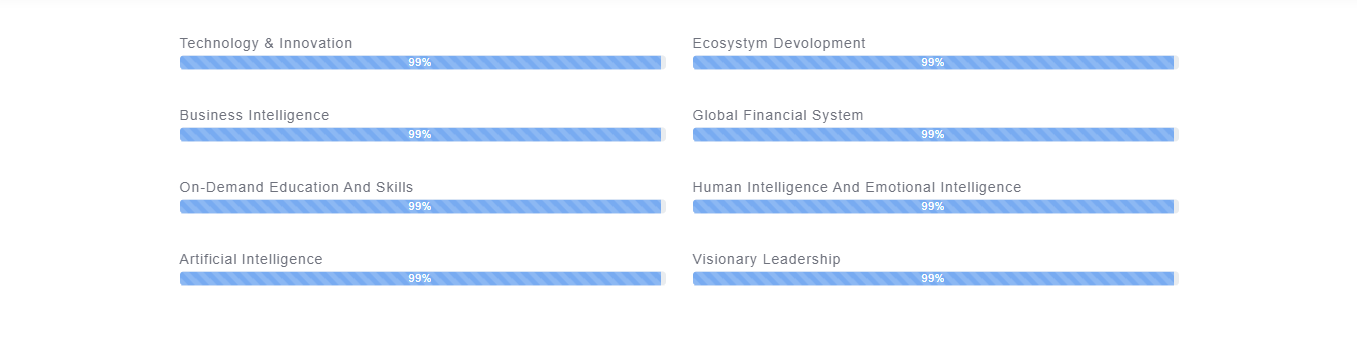 Technology & Innovation
99%
Ecosystym Devolopment
99%
Business Intelligence
99%
Global Financial System
99%
On-Demand Education And Skills
99%
Human Intelligence And Emotional Intelligence
99%
Artificial Intelligence
99%
Visionary Leadership
99%